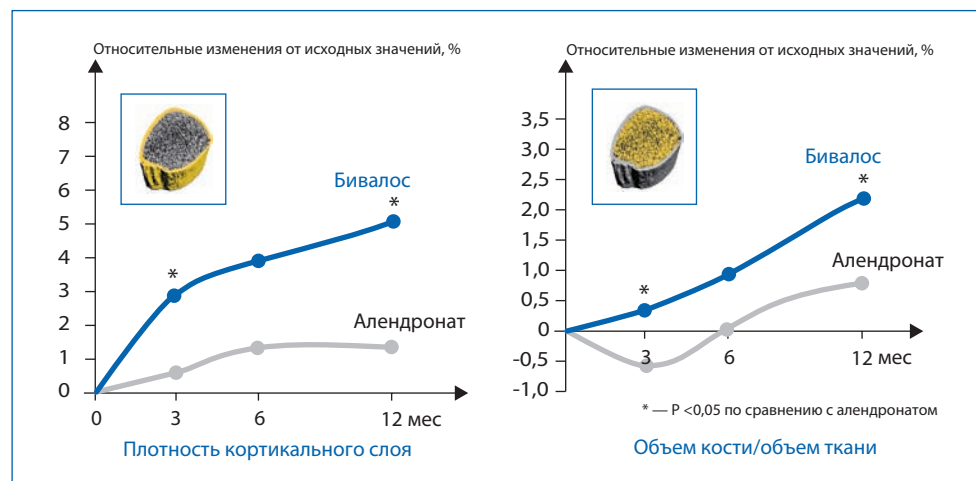 Относительные изменения от исходных значений, %
8
7
6
5
4
3
2
1
0
Бивалос
*
*
Алендронат
0
3
6
12 мес
Плотность кортикального слоя
Относительные изменения от исходных значений, %
3,5
3,0
2,5
2,0
1,5
1,0
0,5
0
-0,5
-1,0
Бивалос
*
*
Алендронат
3
6
12 мес
* — P <0,05 по сравнению с алендронатом
Объем кости/объем ткани